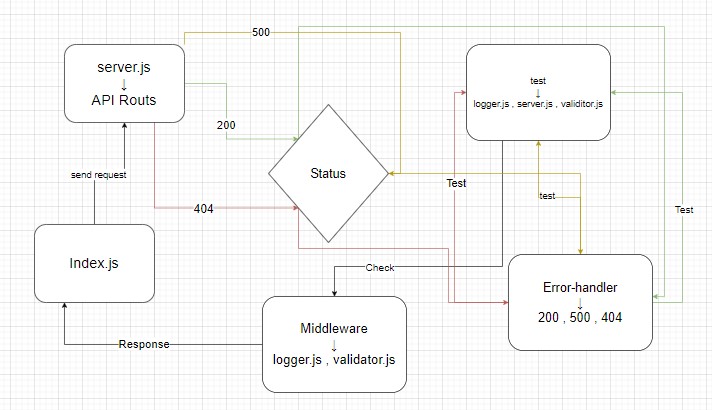 500
server.js
↓
API Routs
test
↓
logger.js , server.js , validitor.js
200
send request
Status
Test
test
404
Test
Index.js
Check
Error-handler
↓
200 , 500 , 404
Middleware
↓
logger.js , validator.js
Response